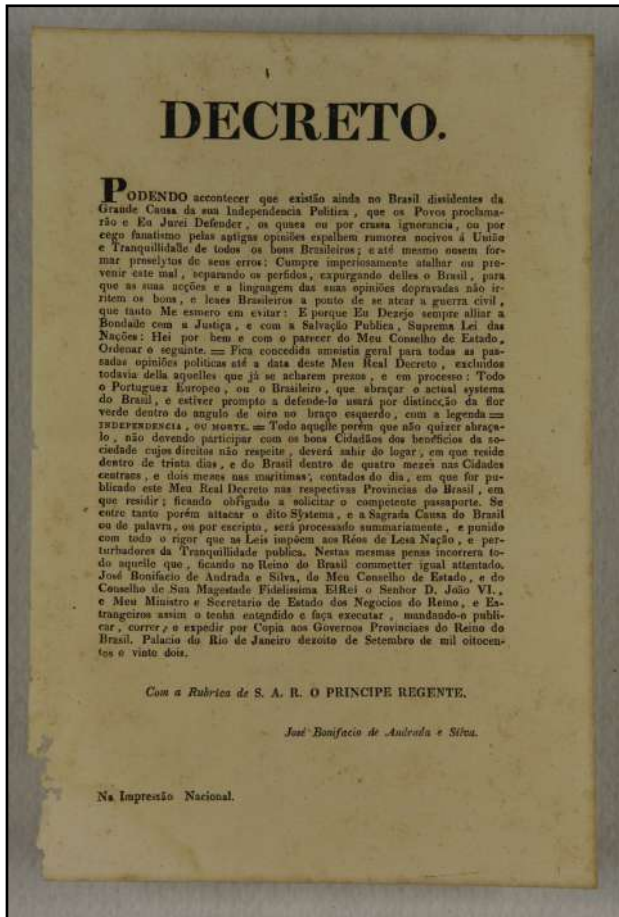 DECRETO.
PODENDO accontecer que existão ainda no Brasil dissidentes da
Grande Causa da sua Independencia Politica, que os Povos proclama-
rão e Eu Jurei Defender, os quaes ou por crassa ignorancia, ou por
cego fanatismo pelas antigas opiniões espalhem rumores nocivos á União
e Tranquillidade de todos os bons Brasileiros; e até mesmo ousem for-
mar proselytos de seus erros: Cumpre imperiosamente atalhar ou pre-
venir este mal, separando os perfidos, expurgando delles o Brasil, para
que as suas acções e a linguagem das suas opiniões depravadas não ir-
ritem os bons, e leaes Brasileiros a ponto de se atear a guerra civil,
que tanto Me esmero em evitar: E porque Eu Dezejo sempre alliar a
Bondade com a Justiça, e com a Salvação Publica, Suprema Lei das
Nações: Hei por bem e com o parecer do Meu Conselho de Estado,
Ordenar o seguinte. = Fica concedida amnistia geral para todas as pas-
sadas opiniões politicas até a data deste Meu Real Decreto, excluidos
todavia della aquelles que já se acharem prezos, e em processo: Todo
o Portuguez Europeo, ou o Brasileiro, que abraçar o actual systema
do Brasil, e estiver prompto a defende-lo usará por distincção da flor
verde dentro do angulo de oiro no braço esquerdo, com a legenda =
INDEPENDENCIA, OU MORTE. = Todo aquelle porém que não quizer abraça-
lo, não devendo participar com os bons Cidadãos dos beneficios da so-
ciedade cujos direitos não respeite, deverá sahir do logar, em que reside
dentro de trinta dias, e do Brasil dentro de quatro mezes nas Cidades
centraes, e dois mezes nas maritimas, contados do dia, em que for pu-
blicado este Meu Real Decreto nas respectivas Provincias do Brasil, em
que residir; ficando obrigado a solicitar o competente passaporte. Se
entre tanto porém attacar o dito Systema, e a Sagrada Causa do Brasil
ou de palavra, ou por escripto, será processado summariamente, e punido
com todo o rigor que as Leis impõem aos Réos de Lesa Nação, e per-
turbadores da Tranquillidade publica. Nestas mesmas penas incorrera to-
do aquelle que, ficando no Reino do Brasil commetter igual attentado.
José Bonifacio de Andrada e Silva, do Meu Conselho de Estado, e do
Conselho de Sua Magestade Fidelissima ElRei o Senhor D. João VI.,
e Meu Ministro e Secretario de Estado dos Negocios do Reino, e Es-
trangeiros assim o tenha entendido e faça executar, mandando-o publi-
car, correr, e expedir por Copia aos Governos Provinciaes do Reino do
Brasil. Palacio do Rio de Janeiro dezoito de Setembro de mil oitocen-
tos e vinte dois.
Com a Rubrica de S. A. R. O PRINCIPE REGENTE.
José Bonifacio de Andrada e Silva.
Na Impressão Nacional.